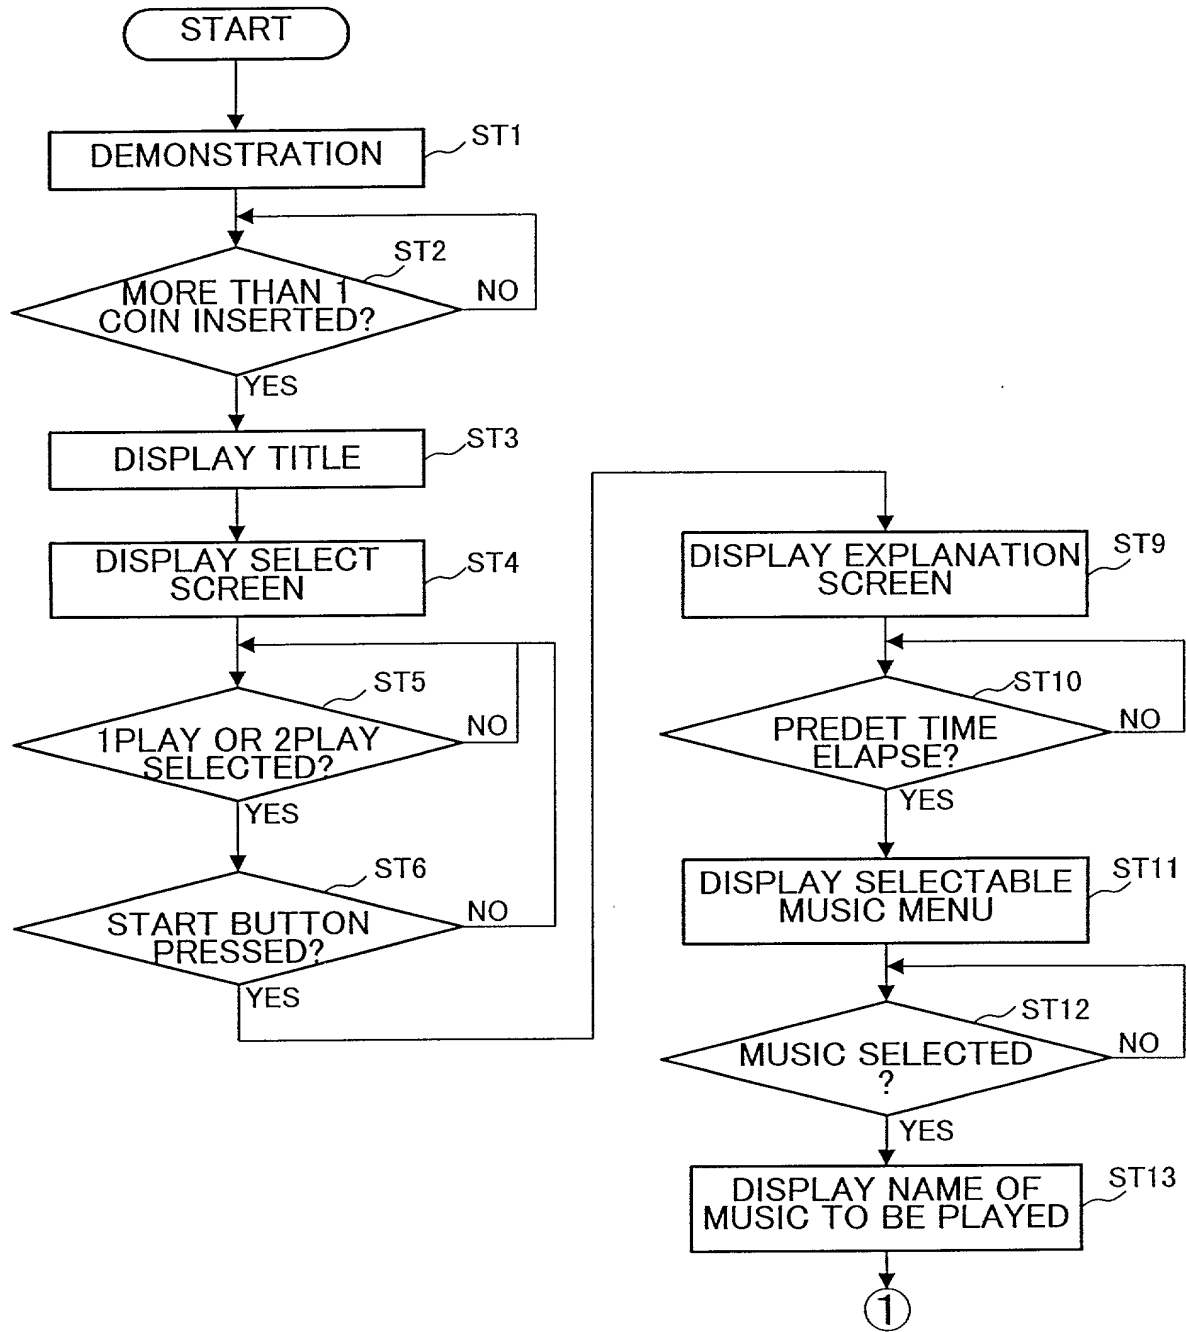 START
DEMONSTRATION
ST1
ST2
MORE THAN 1
COIN INSERTED?
NO
YES
DISPLAY TITLE
ST3
DISPLAY SELECT
SCREEN
ST4
ST5
1PLAY OR 2PLAY
SELECTED?
NO
YES
ST6
START BUTTON
PRESSED?
NO
YES
DISPLAY EXPLANATION
SCREEN
ST9
ST10
PREDET TIME
ELAPSE?
NO
YES
DISPLAY SELECTABLE
MUSIC MENU
ST11
ST12
MUSIC SELECTED
?
NO
YES
DISPLAY NAME OF
MUSIC TO BE PLAYED
ST13
1